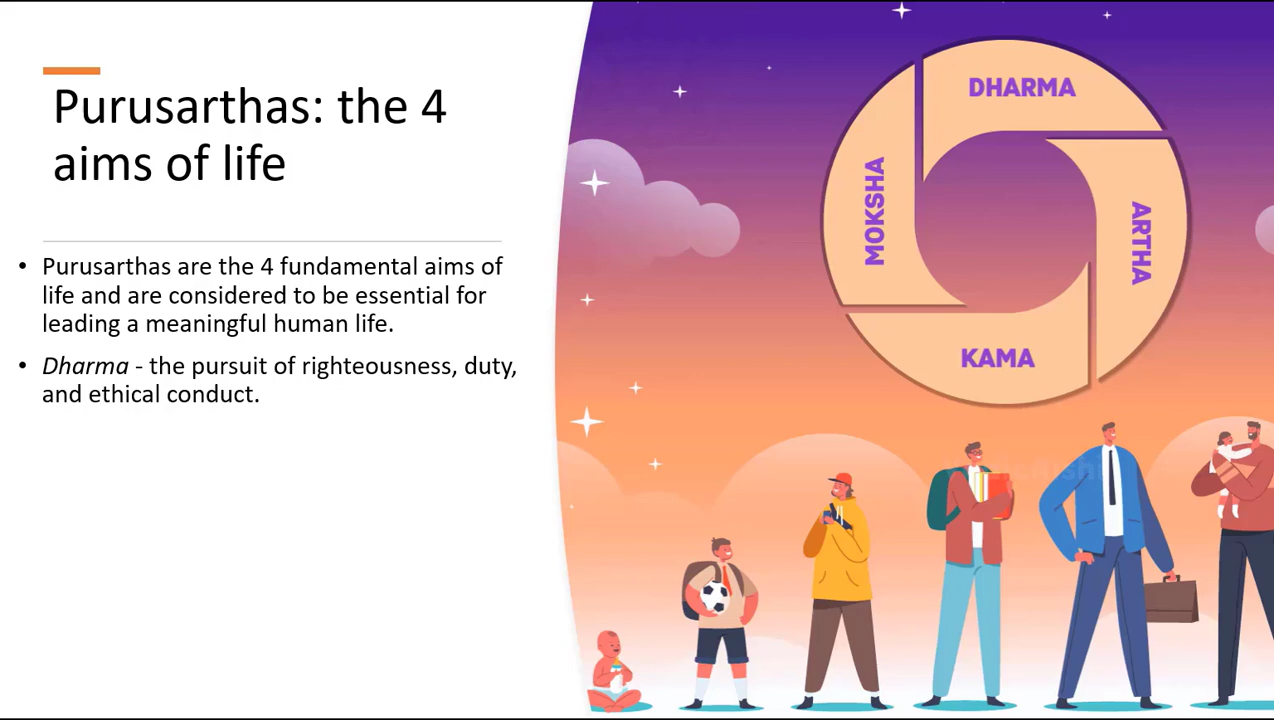 Purusarthas: the 4
aims of life
• Purusarthas are the 4 fundamental aims of
life and are considered to be essential for
leading a meaningful human life.
• Dharma - the pursuit of righteousness, duty,
and ethical conduct.
DHARMA
MOKSHA
ARTHA
KAMA